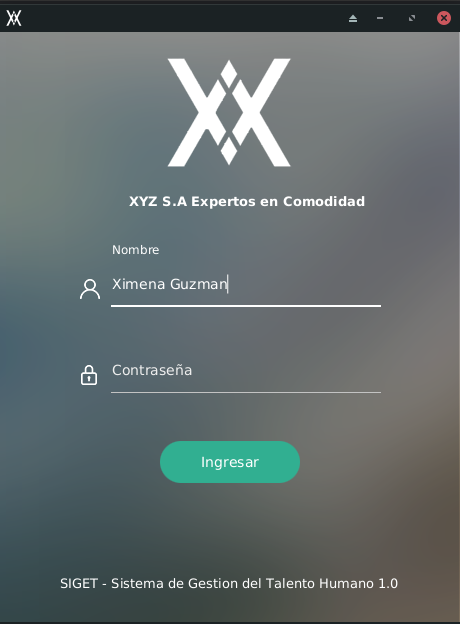 XYZ S.A Expertos en Comodidad
Nombre
Ximena Guzman
Contraseña
Ingresar
SIGET - Sistema de Gestion del Talento Humano 1.0